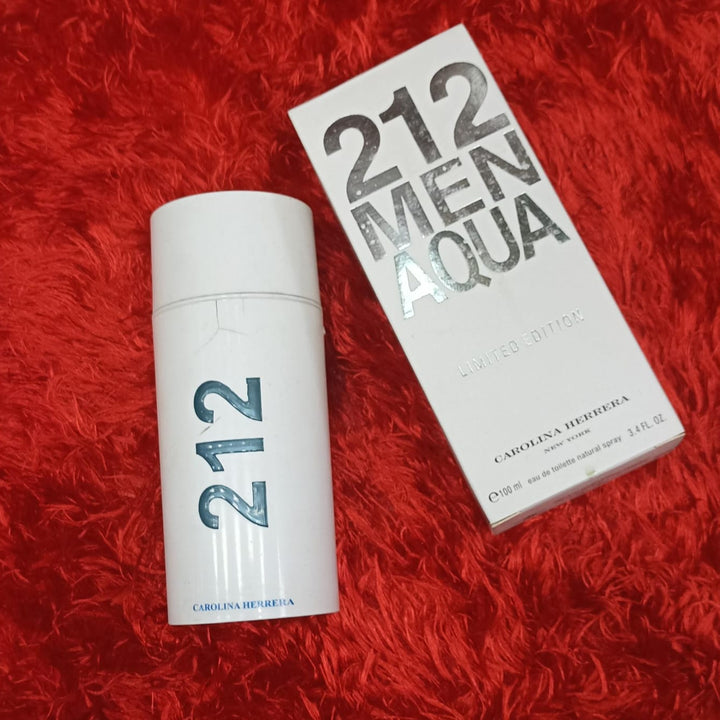 212
CAROLINA HERRERA
212
MEN
AQUA
LIMITED EDITION
CAROLINA HERRERA
NEW YORK
℮100 ml eau de toilette natural spray 3.4 FL. OZ.